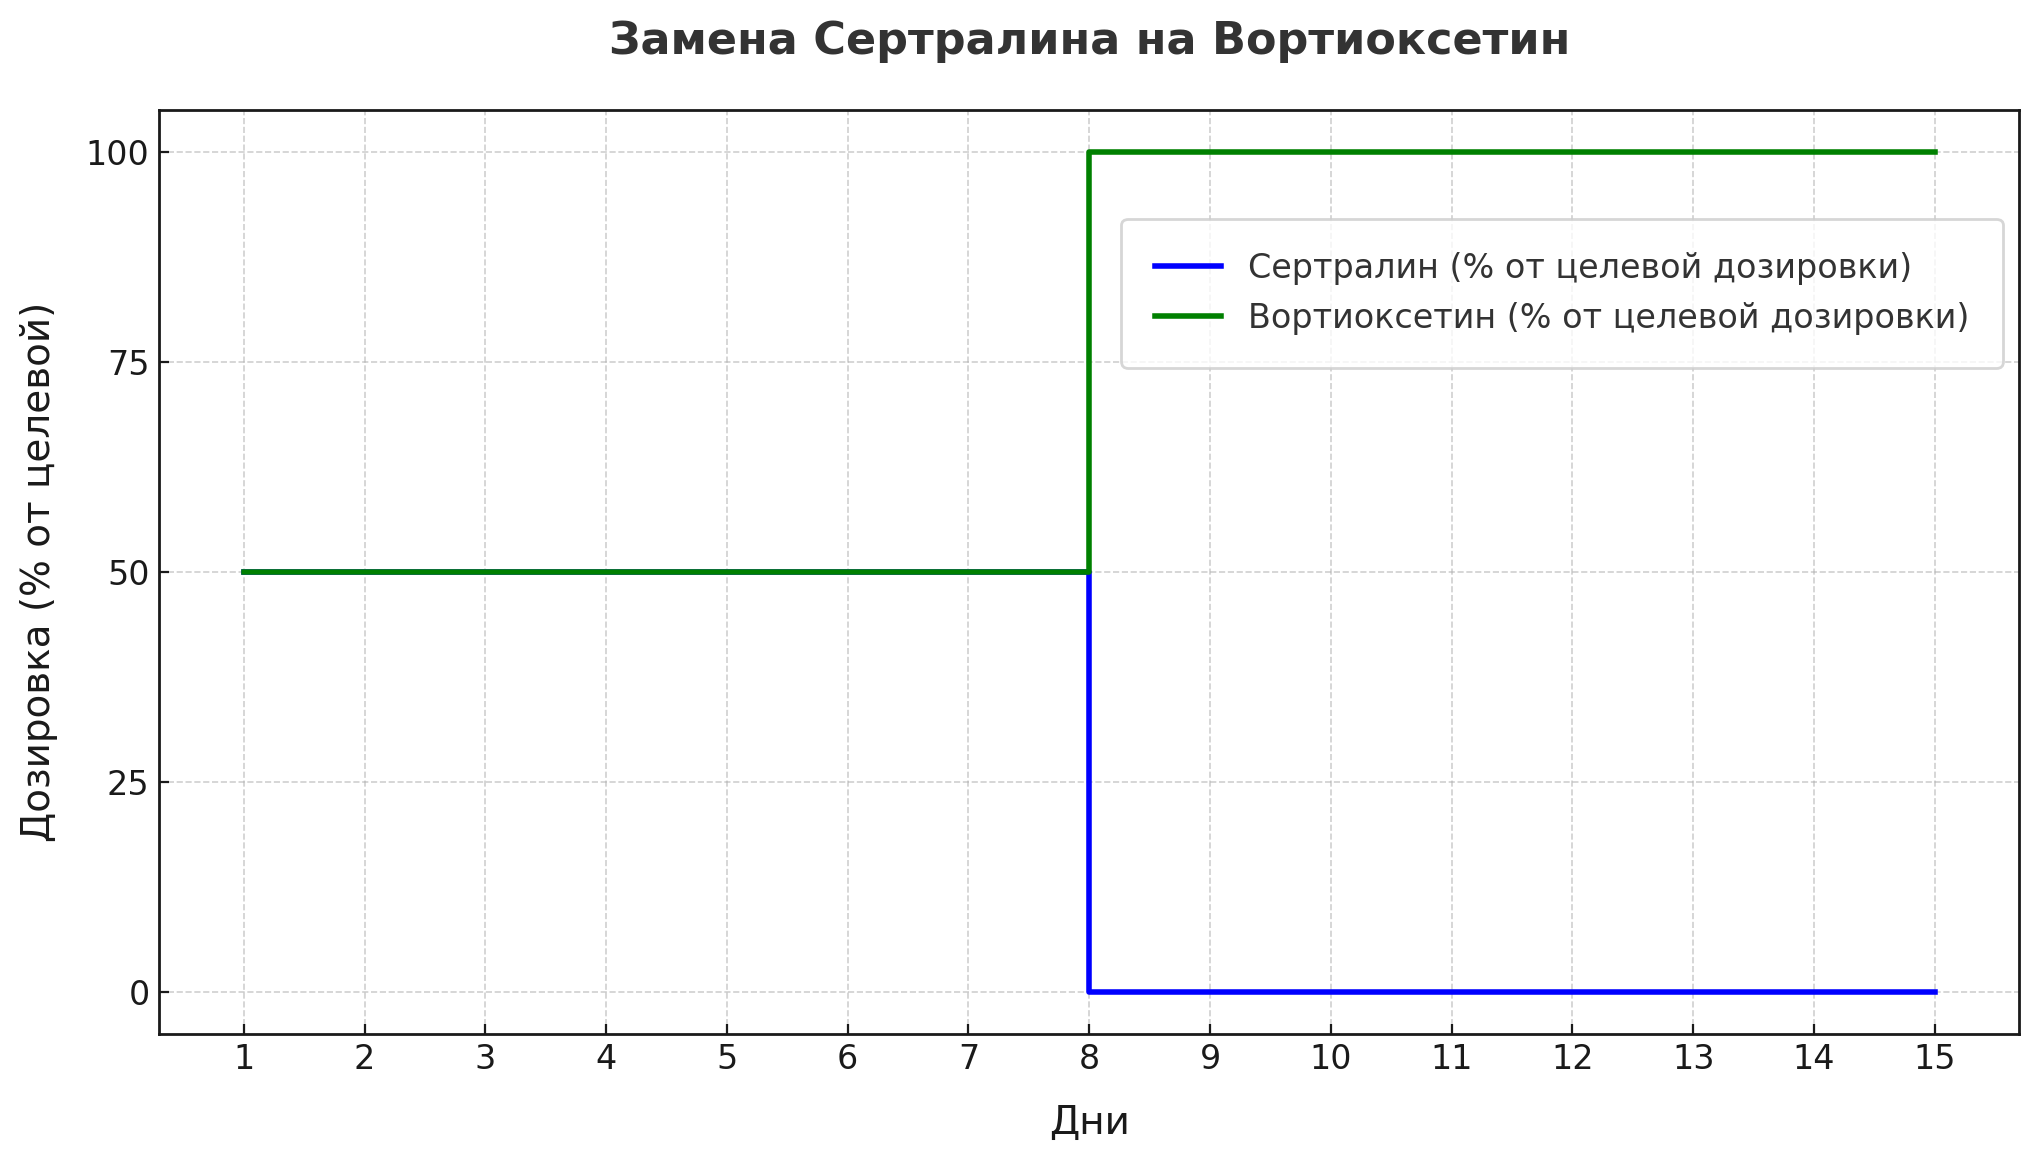 Замена Сертралина на Вортиоксетин
Дозировка (% от целевой)
100
75
50
25
0
Сертралин (% от целевой дозировки)
Вортиоксетин (% от целевой дозировки)
1 2 3 4 5 6 7 8 9 10 11 12 13 14 15
Дни